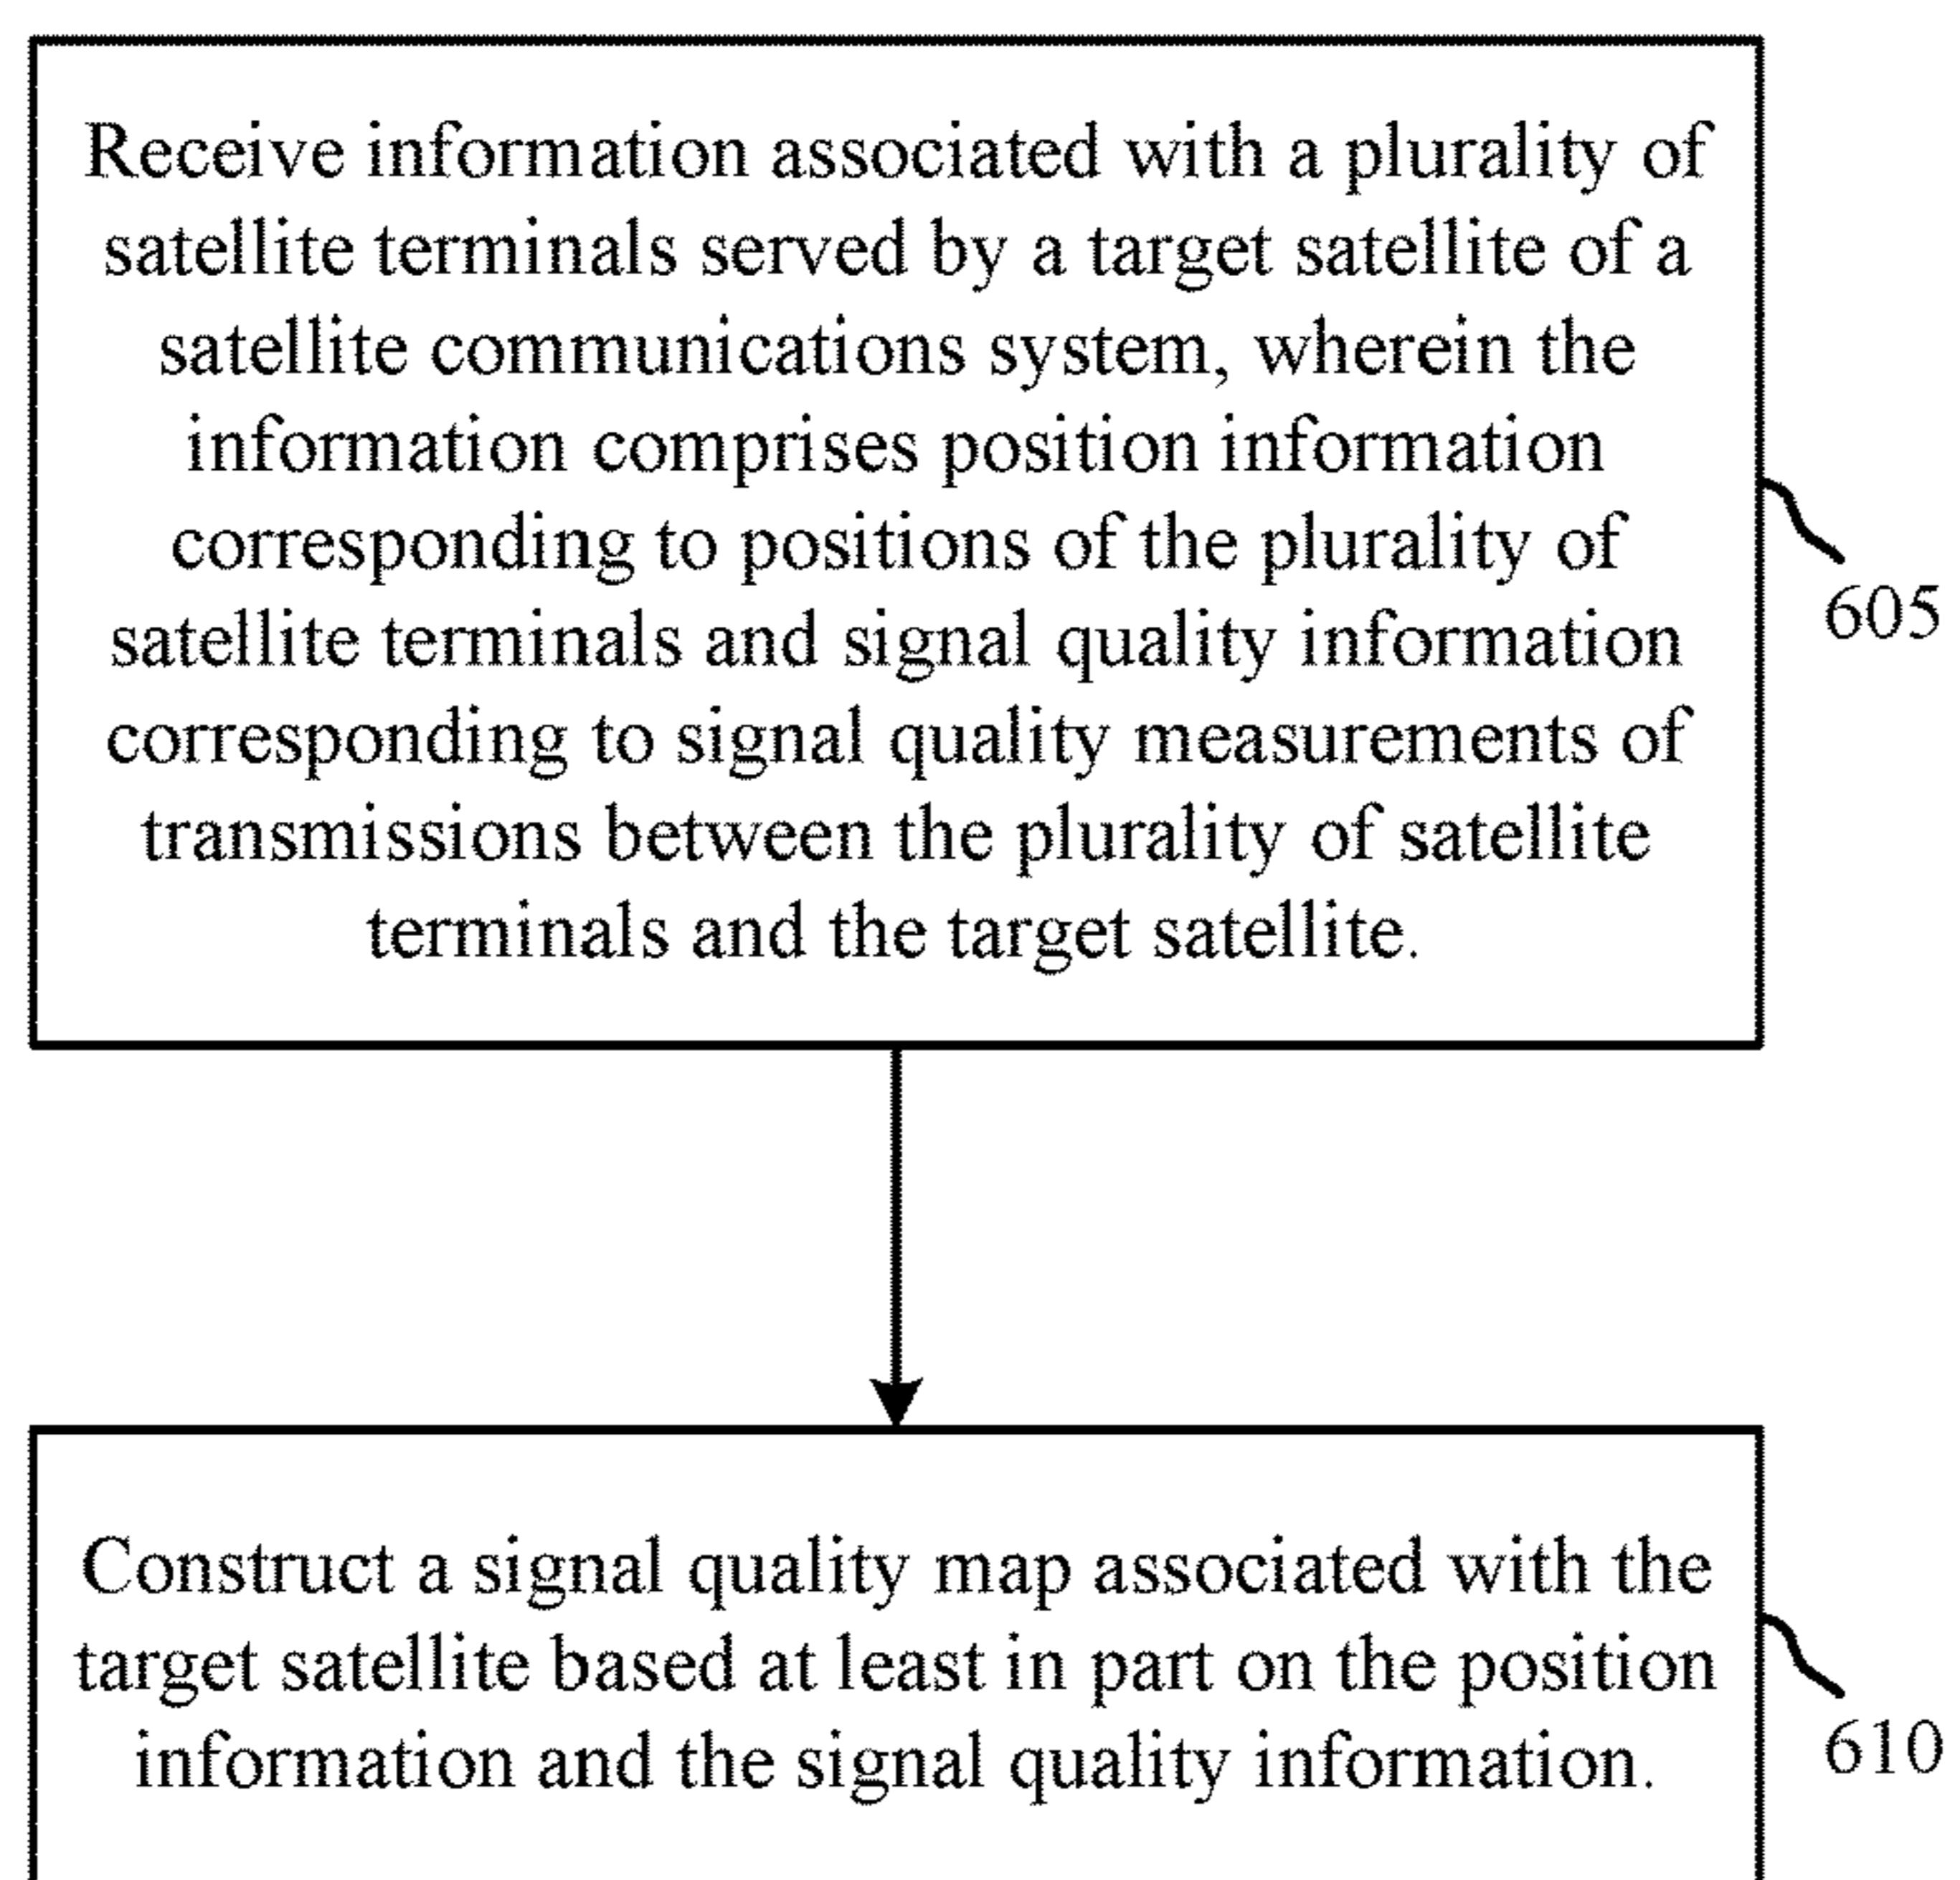 Receive information associated with a plurality of
satellite terminals served by a target satellite of a
satellite communications system, wherein the
information comprises position information
corresponding to positions of the plurality of
satellite terminals and signal quality information
corresponding to signal quality measurements of
transmissions between the plurality of satellite
terminals and the target satellite.
605
Construct a signal quality map associated with the
target satellite based at least in part on the position
information and the signal quality information.
610